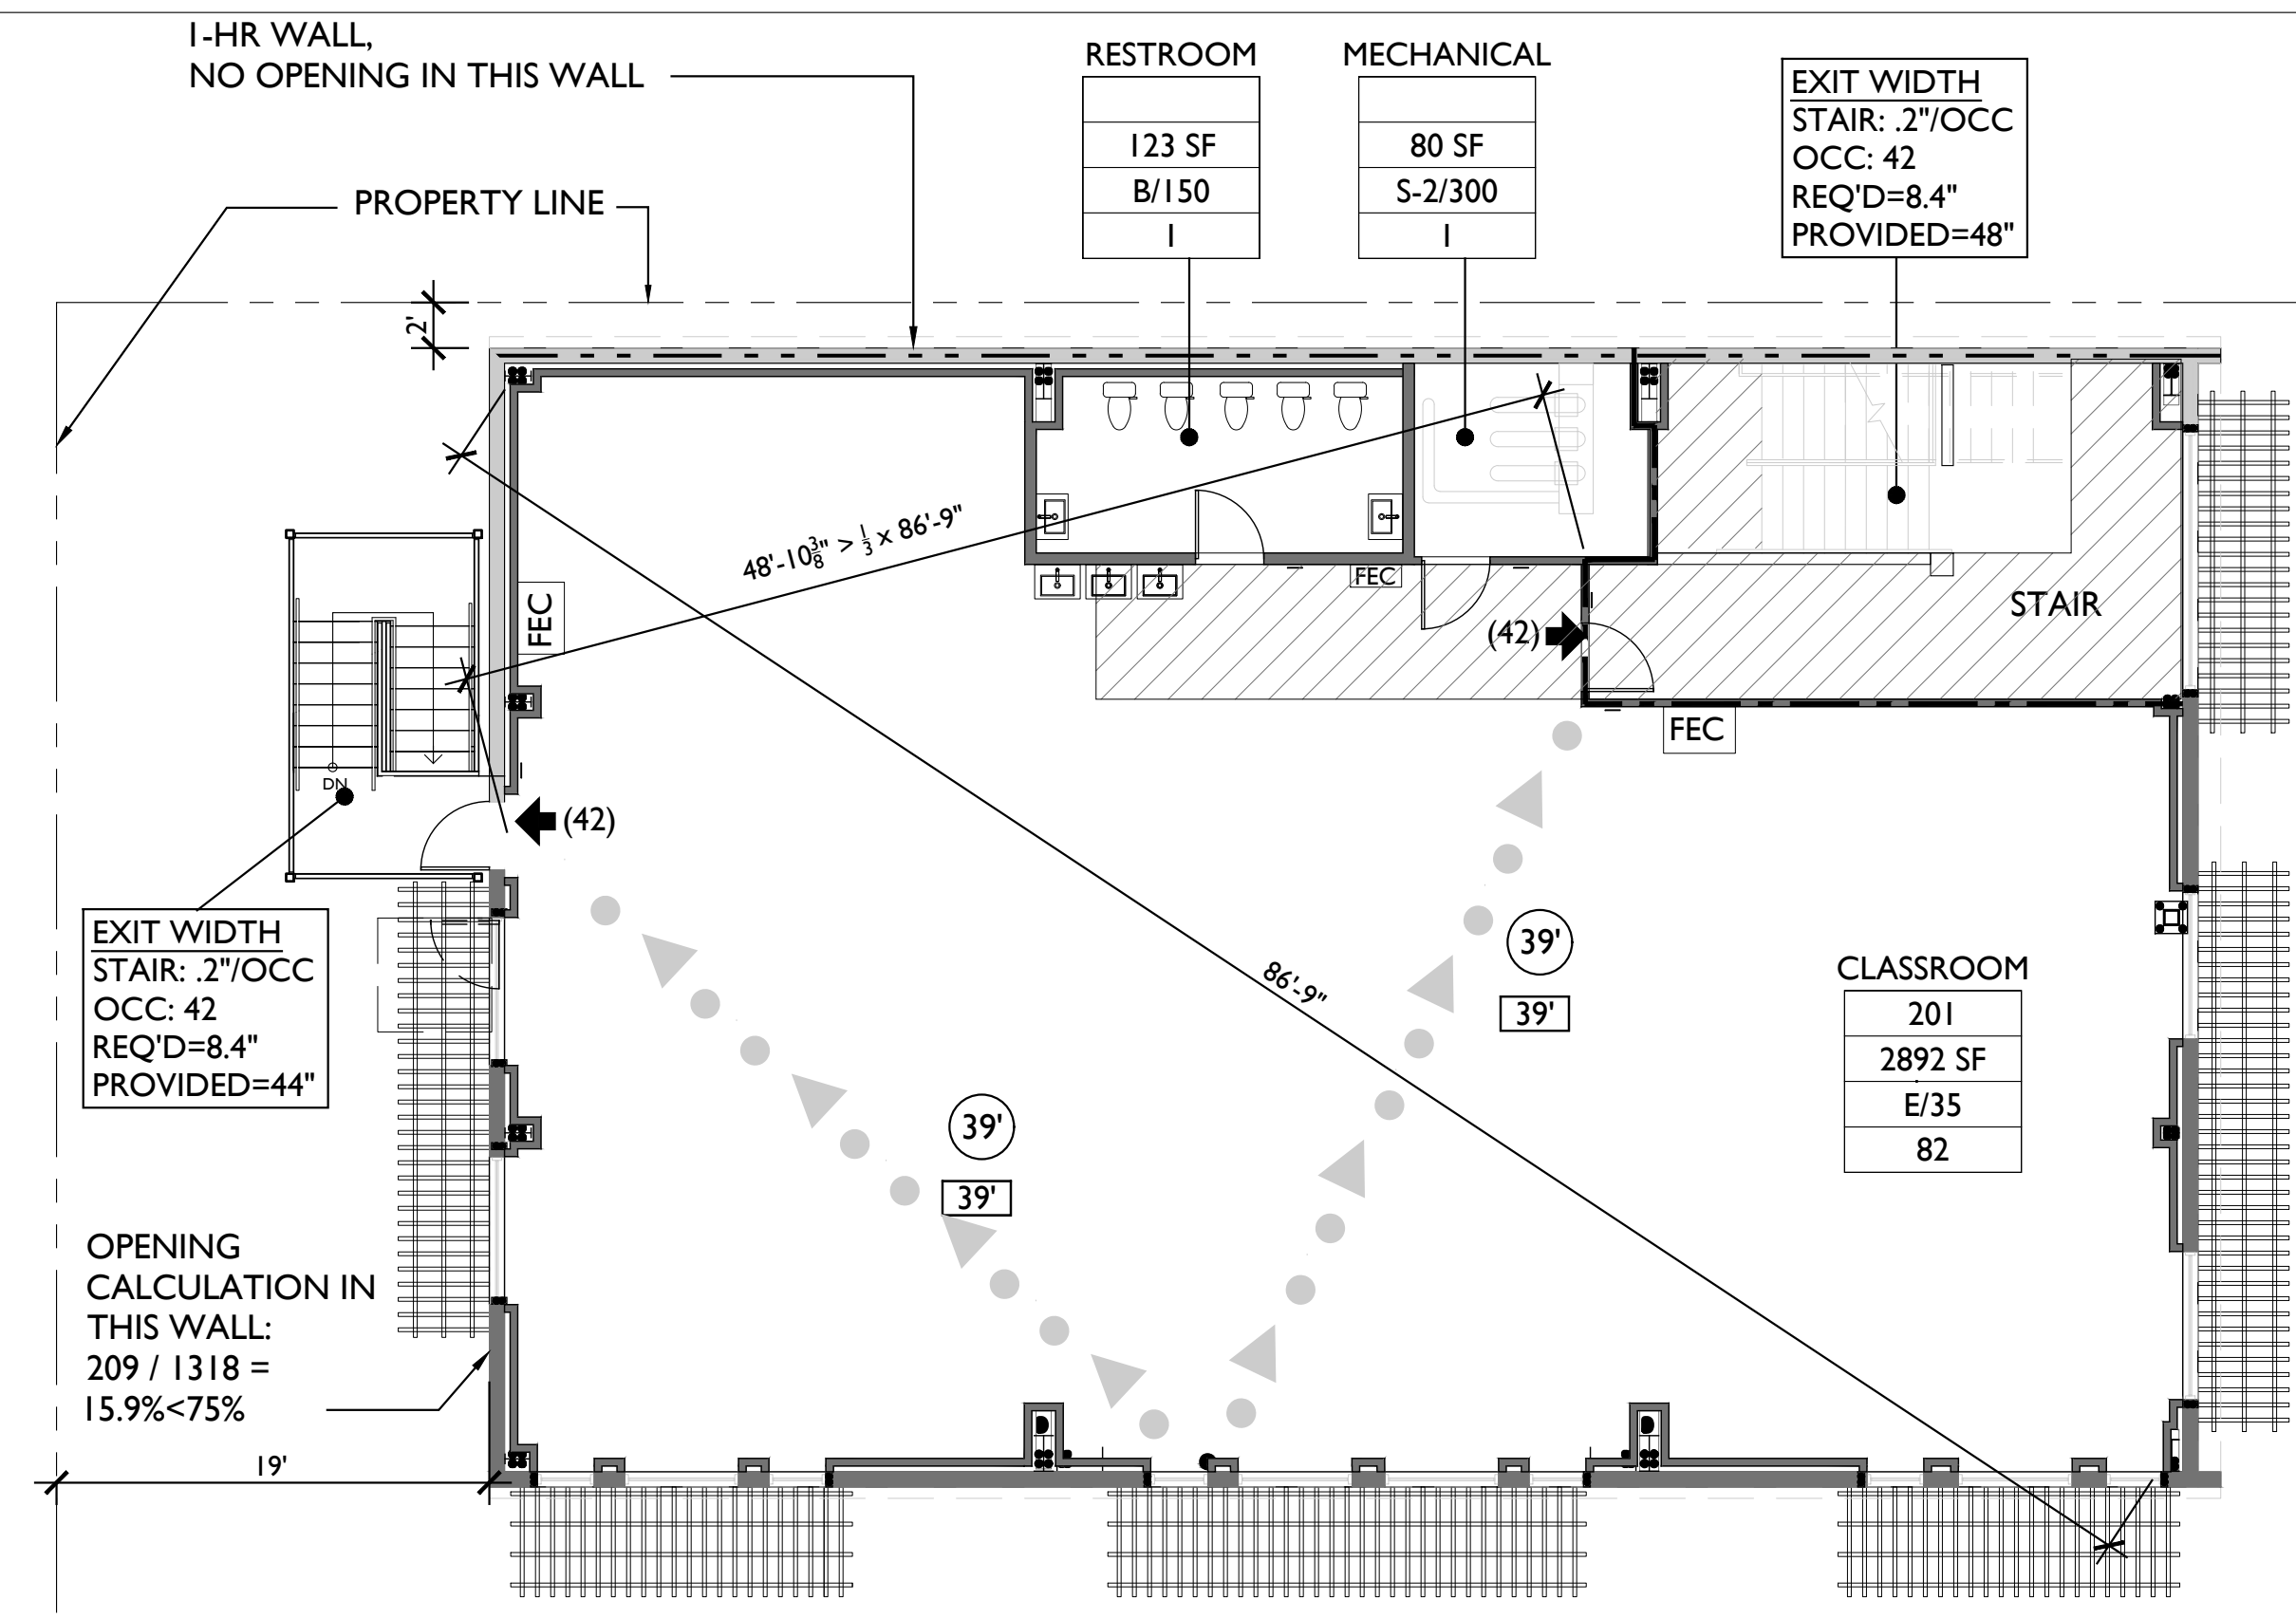 1-HR WALL,
NO OPENING IN THIS WALL
PROPERTY LINE
2'
RESTROOM
123 SF
B/150
1
MECHANICAL
80 SF
S-2/300
1
EXIT WIDTH
STAIR: .2"/OCC
OCC: 42
REQ'D=8.4"
PROVIDED=48"
48'-10 3/8" > 1/3 x 86'-9"
FEC
FEC
(42)
STAIR
FEC
DN
(42)
EXIT WIDTH
STAIR: .2"/OCC
OCC: 42
REQ'D=8.4"
PROVIDED=44"
39'
39'
86'-9"
CLASSROOM
201
2892 SF
E/35
82
39'
39'
OPENING
CALCULATION IN
THIS WALL:
209 / 1318 =
15.9%<75%
19'